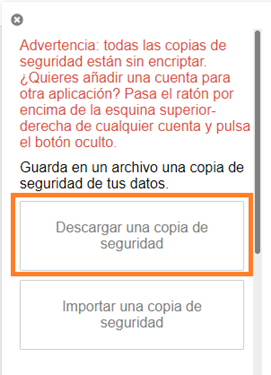 Advertencia: todas las copias de
seguridad están sin encriptar.
¿Quieres añadir una cuenta para
otra aplicación? Pasa el ratón por
encima de la esquina superior-
derecha de cualquier cuenta y pulsa
el botón oculto.
Guarda en un archivo una copia de
seguridad de tus datos.
Descargar una copia de
seguridad
Importar una copia de
seguridad